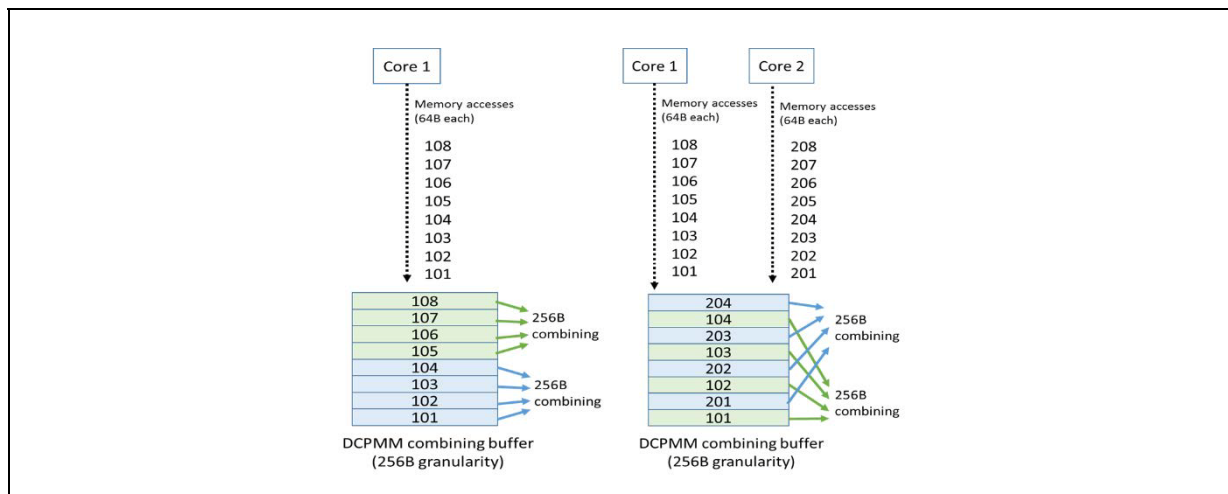 Core 1
Memory accesses
(64B each)
108
107
106
105
104
103
102
101
108
107
106
105
104
103
102
101
256B
combining
256B
combining
DCPMM combining buffer
(256B granularity)
Core 1
Memory accesses
(64B each)
108
107
106
105
104
103
102
101
Core 2
Memory accesses
(64B each)
208
207
206
205
204
203
202
201
204
104
203
103
202
102
201
101
256B
combining
256B
combining
DCPMM combining buffer
(256B granularity)